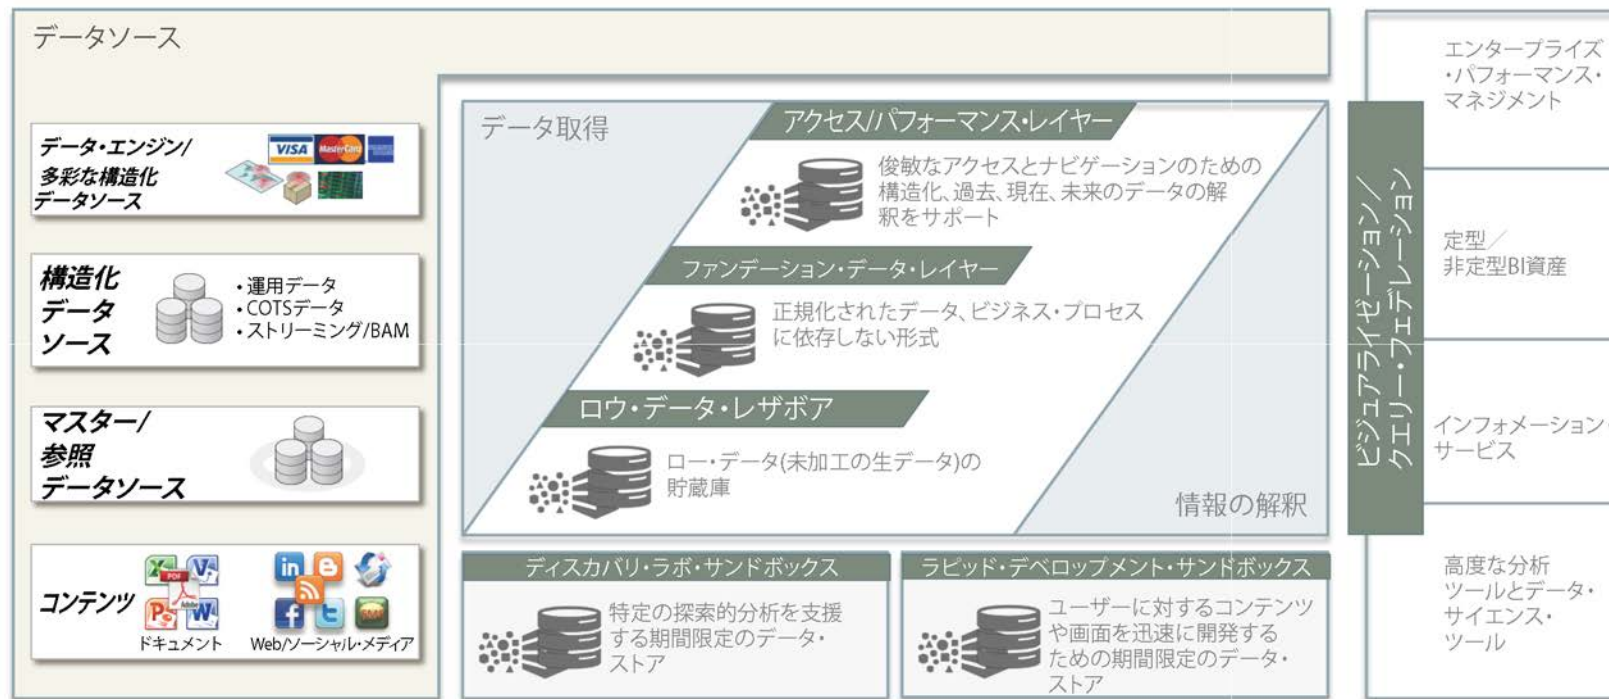 データソース
データ・エンジン/
多彩な構造化
データソース
VISA
MasterCard
構造化
データ
ソース
・運用データ
・COTSデータ
・ストリーミング/BAM
マスター/
参照
データソース
コンテンツ
PDF
Adobe
ドキュメント
Web/ソーシャル・メディア
データ取得
アクセス/パフォーマンス・レイヤー
俊敏なアクセスとナビゲーションのための
構造化、過去、現在、未来のデータの解
釈をサポート
ファンデーション・データ・レイヤー
正規化されたデータ、ビジネス・プロセス
に依存しない形式
ロウ・データ・レザボア
ロー・データ(未加工の生データ)の
貯蔵庫
情報の解釈
ディスカバリ・ラボ・サンドボックス
特定の探索的分析を支援
する期間限定のデータ・
ストア
ラピッド・デベロップメント・サンドボックス
ユーザーに対するコンテンツ
や画面を迅速に開発する
ための期間限定のデータ・
ストア
ビジュアライゼーション/
クエリー・フェデレーション
エンタープライズ
・パフォーマンス・
マネジメント
定型／
非定型BI資産
インフォメーション・
サービス
高度な分析
ツールとデータ・
サイエンス・
ツール